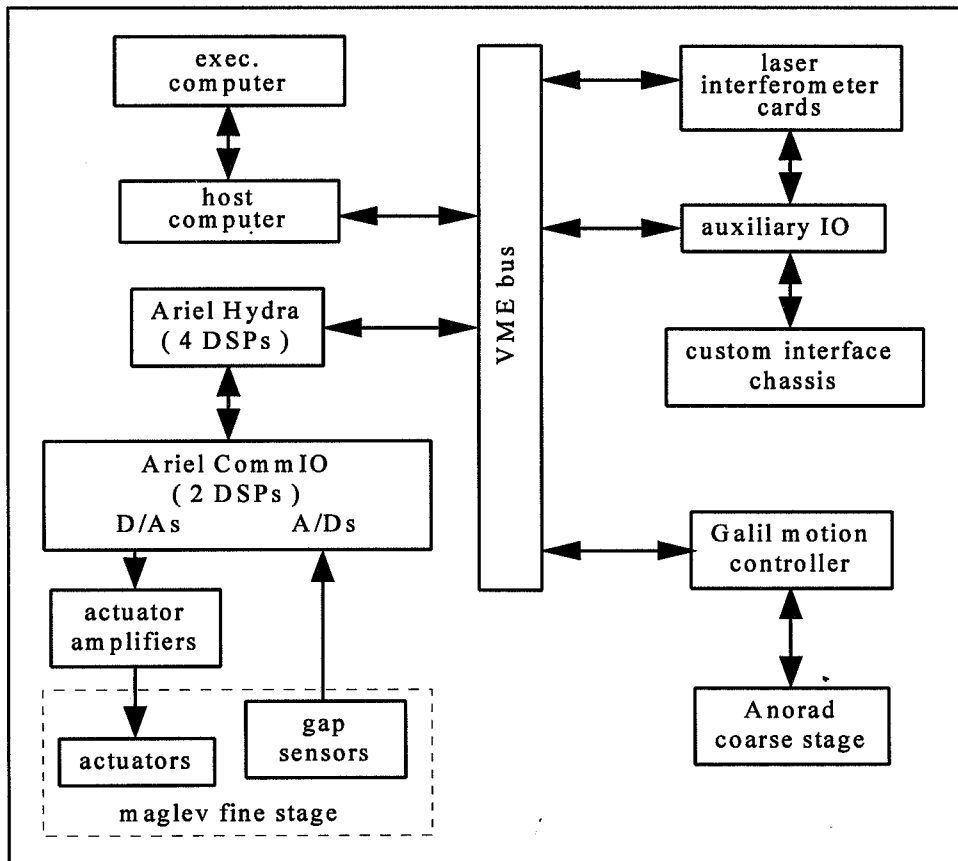 exec.
computer
host
computer
Ariel Hydra
( 4 DSPs )
Ariel CommIO
( 2 DSPs )
D/As A/Ds
actuator
amplifiers
actuators
gap
sensors
maglev fine stage
VME bus
laser
interferometer
cards
auxiliary IO
custom interface
chassis
Galil motion
controller
Anorad
coarse stage